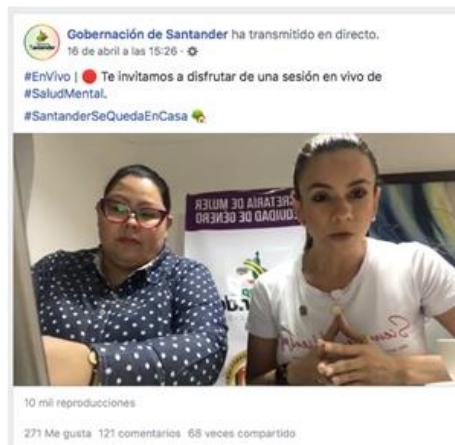 Gobernación de Santander ha transmitido en directo.
16 de abril a las 15:26 ·
#EnVivo | 🔴 Te invitamos a disfrutar de una sesión en vivo de
#SaludMental.
#SantanderSeQuedaEnCasa 🏡
SECRETARÍA DE MUJER
EQUIDAD DE GÉNERO
10 mil reproducciones
271 Me gusta 121 comentarios 68 veces compartido